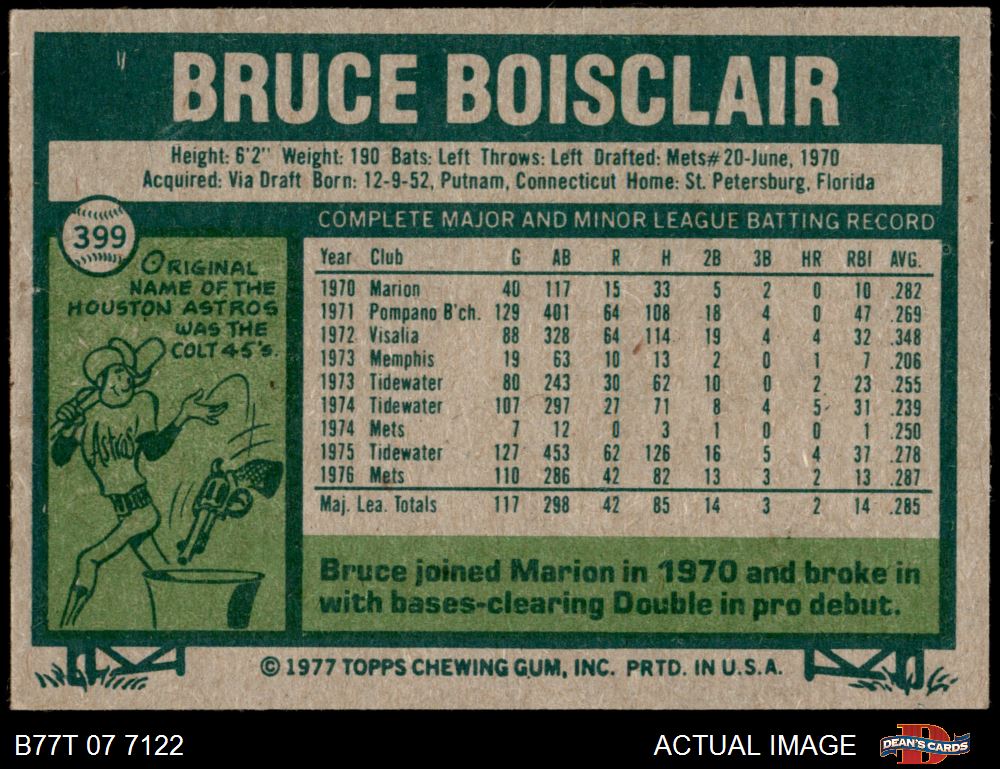 BRUCE BOISCLAIR
Height: 6'2" Weight: 190 Bats: Left Throws: Left Drafted: Mets#20-June, 1970
Acquired: Via Draft Born: 12-9-52, Putnam, Connecticut Home: St. Petersburg, Florida
399
COMPLETE MAJOR AND MINOR LEAGUE BATTING RECORD
ORIGINAL
NAME OF THE
HOUSTON ASTROS
WAS THE
COLT 45'S.
Astros
Year Club G AB R H 2B 3B HR RBI AVG.
1970 Marion 40 117 15 33 5 2 0 10 .282
1971 Pompano B'ch. 129 401 64 108 18 4 0 47 .269
1972 Visalia 88 328 64 114 19 4 4 32 .348
1973 Memphis 19 63 10 13 2 0 1 7 .206
1973 Tidewater 80 243 30 62 10 0 2 23 .255
1974 Tidewater 107 297 27 71 8 4 5 31 .239
1974 Mets 7 12 0 3 1 0 0 1 .250
1975 Tidewater 127 453 62 126 16 5 4 37 .278
1976 Mets 110 286 42 82 13 3 2 13 .287
Maj. Lea. Totals 117 298 42 85 14 3 2 14 .285
Bruce joined Marion in 1970 and broke in
with bases-clearing Double in pro debut.
© 1977 TOPPS CHEWING GUM, INC. PRTD. IN U.S.A.
B77T 07 7122
ACTUAL IMAGE
DEAN'S CARDS